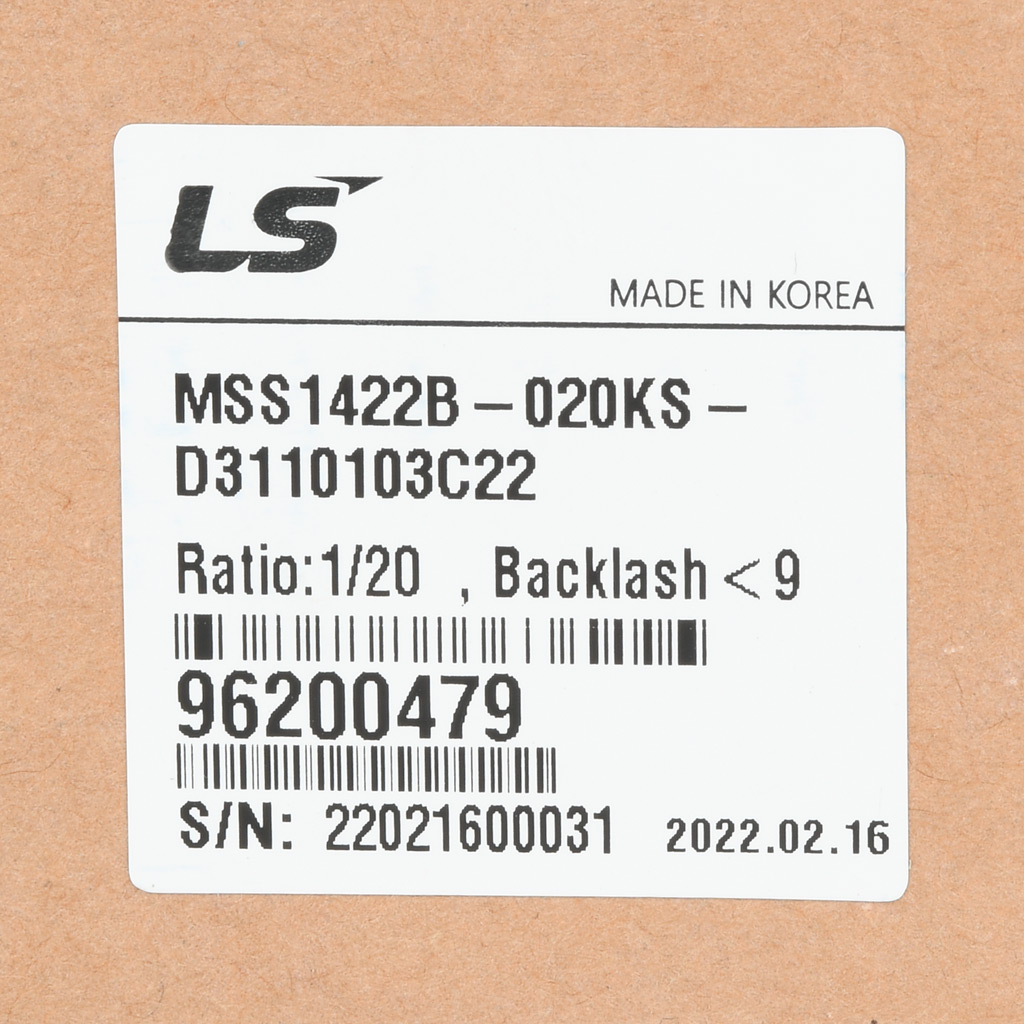 LS
MADE IN KOREA
MSS1422B-020KS-
D3110103C22
Ratio:1/20 , Backlash<9
96200479
S/N: 22021600031 2022.02.16